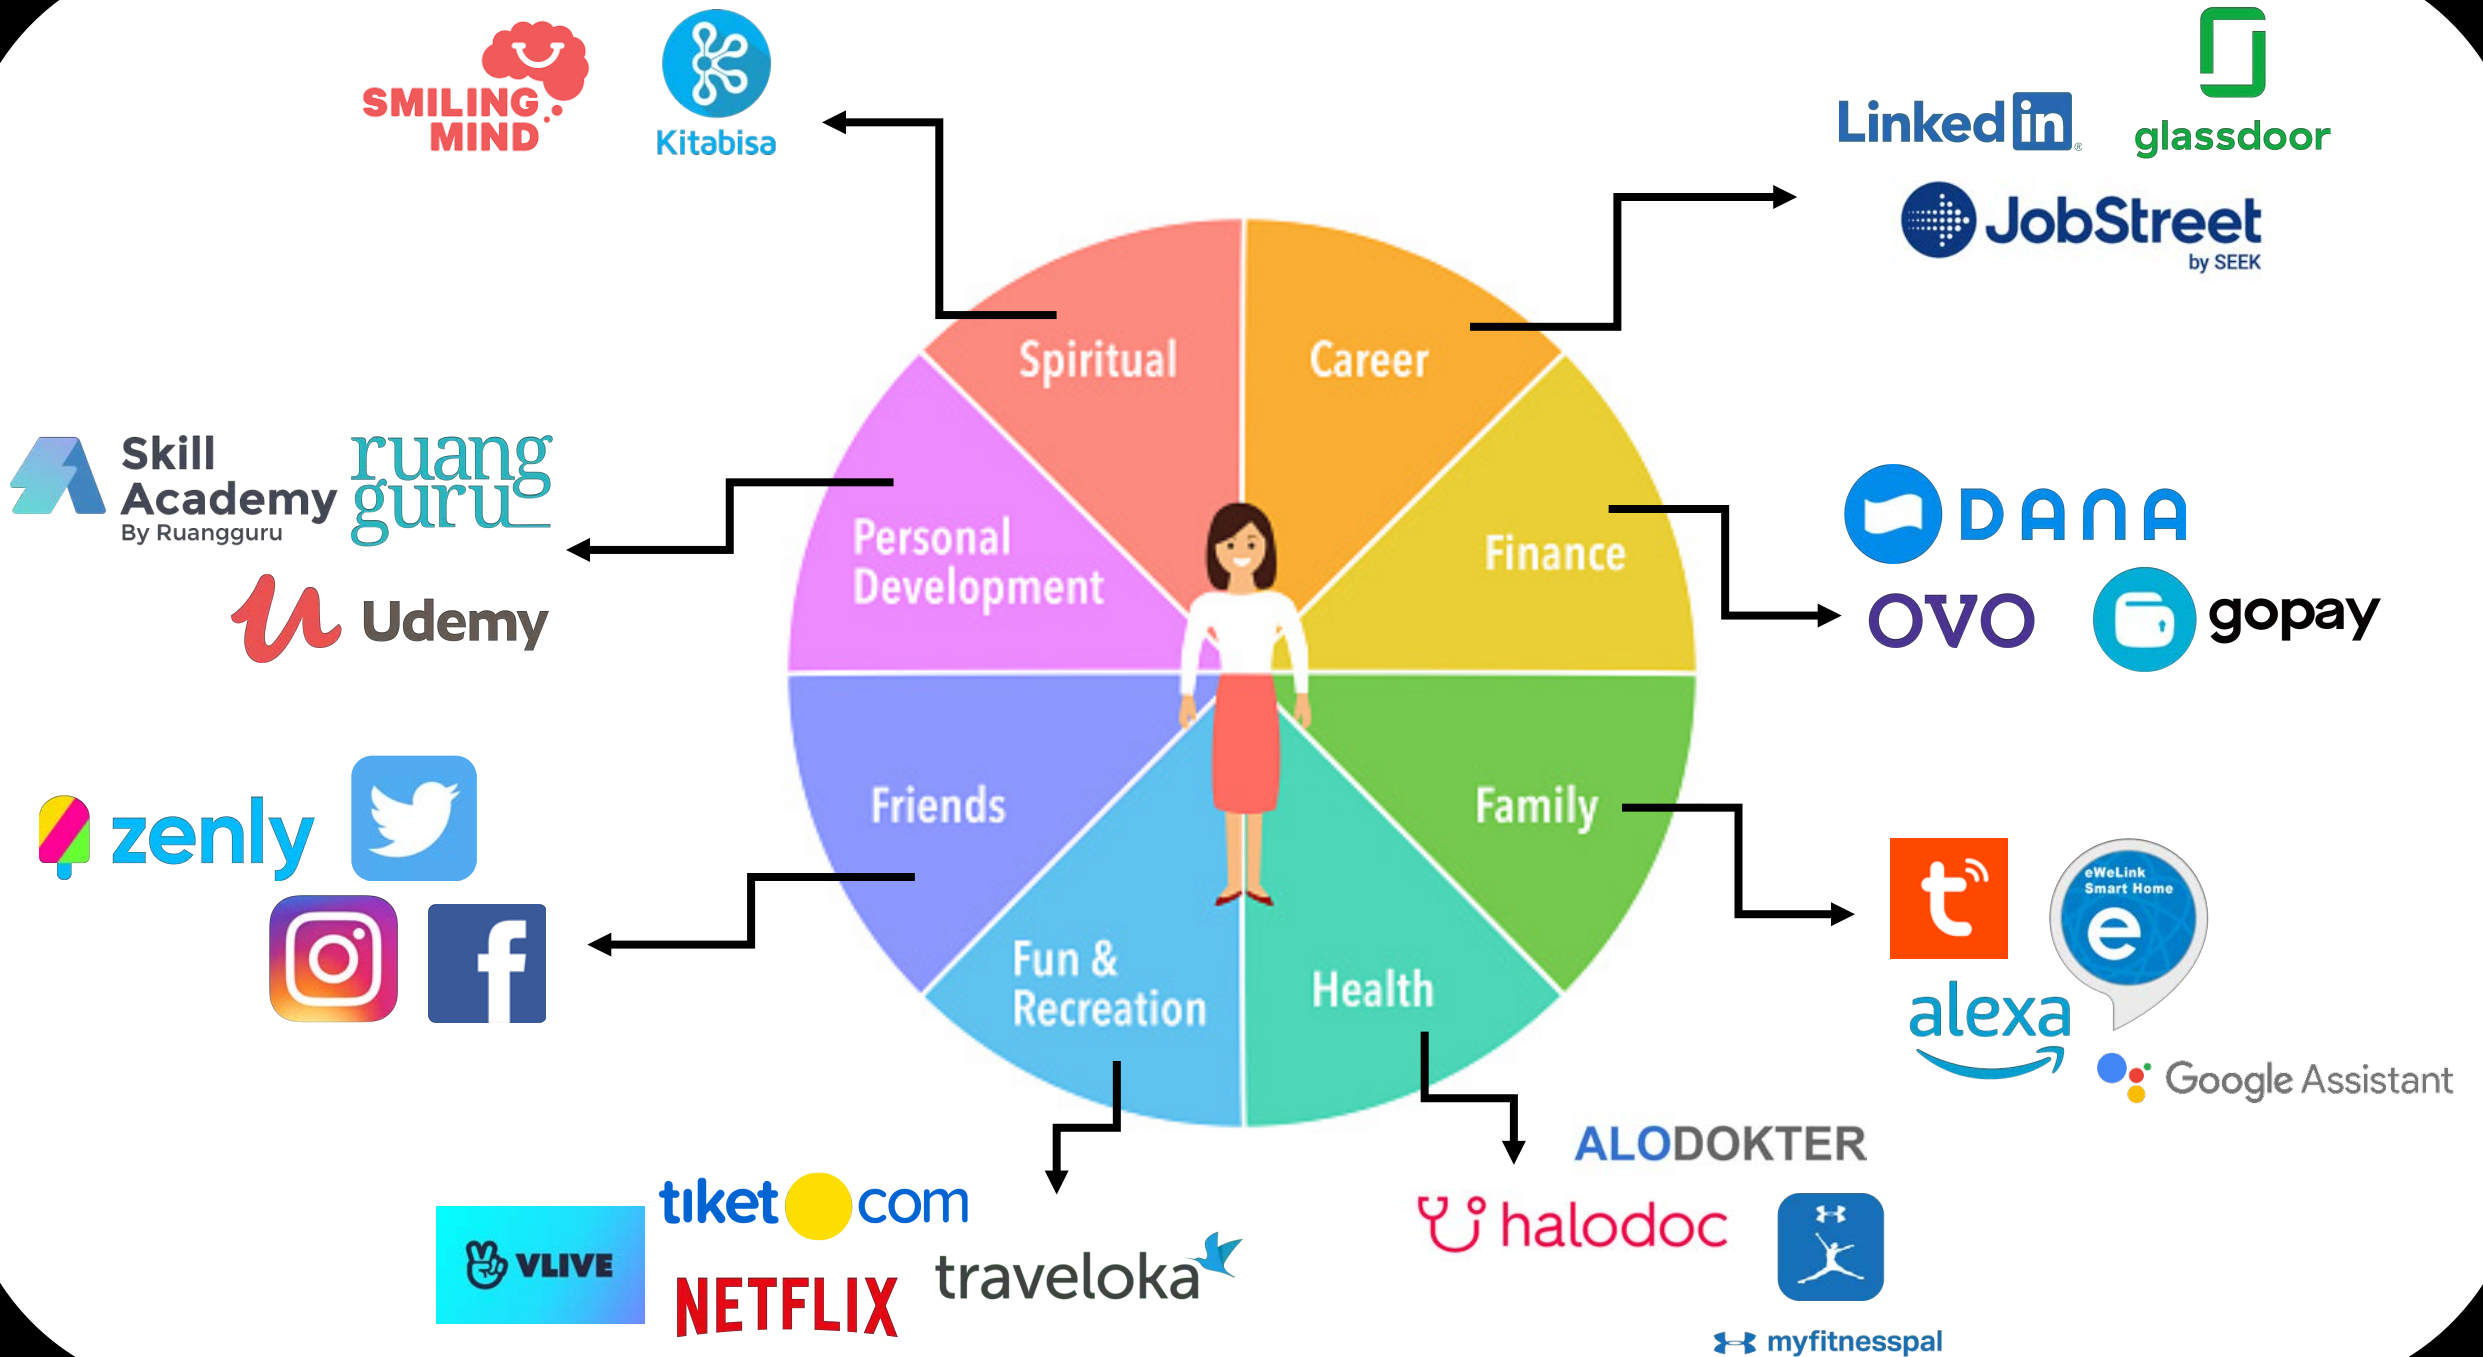 SMILING
MIND
Kitabisa
Linked in ®
glassdoor
JobStreet
by SEEK
Spiritual
Career
Skill
Academy
By Ruangguru
ruang
guru
Udemy
Personal
Development
Finance
DANA
OVO
gopay
Friends
Family
zenly
f
t
eWeLink
Smart Home
e
alexa
Google Assistant
Fun &
Recreation
Health
ALODOKTER
halodoc
myfitnesspal
tiket com
VLIVE
NETFLIX
traveloka